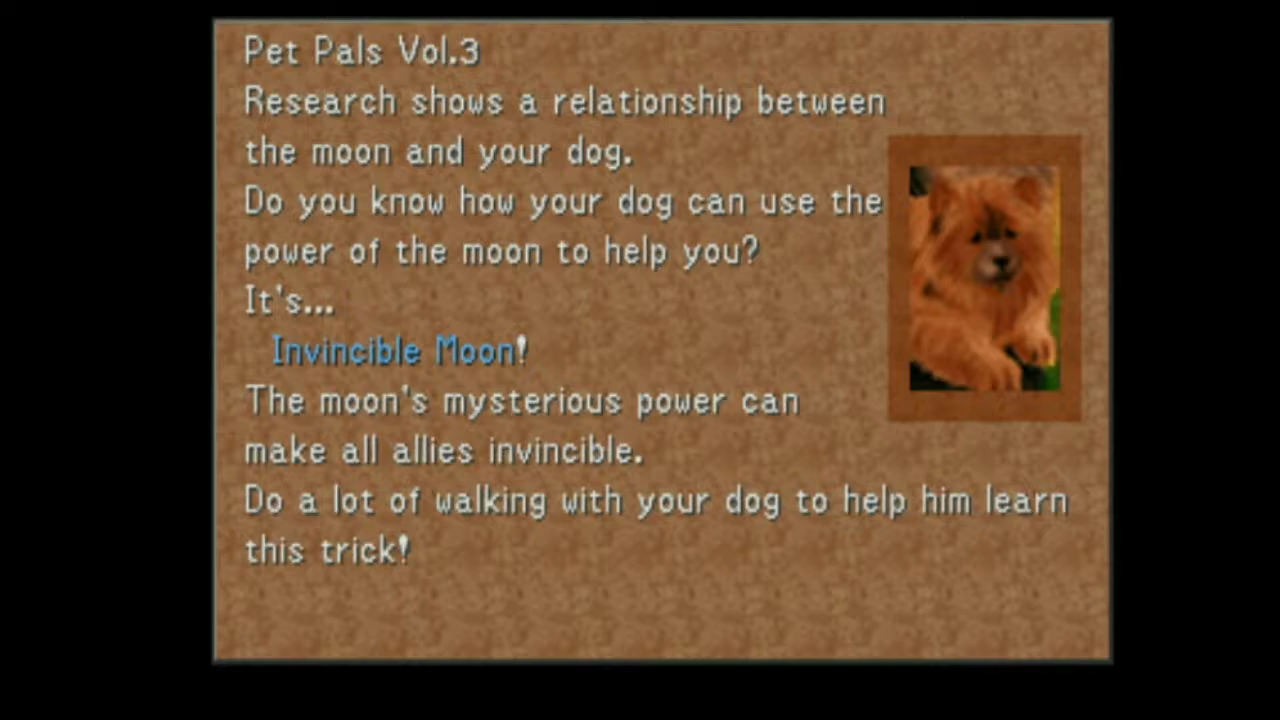 Pet Pals Vol.3
Research shows a relationship between
the moon and your dog.
Do you know how your dog can use the
power of the moon to help you?
It's...
Invincible Moon!
The moon's mysterious power can
make all allies invincible.
Do a lot of walking with your dog to help him learn
this trick!